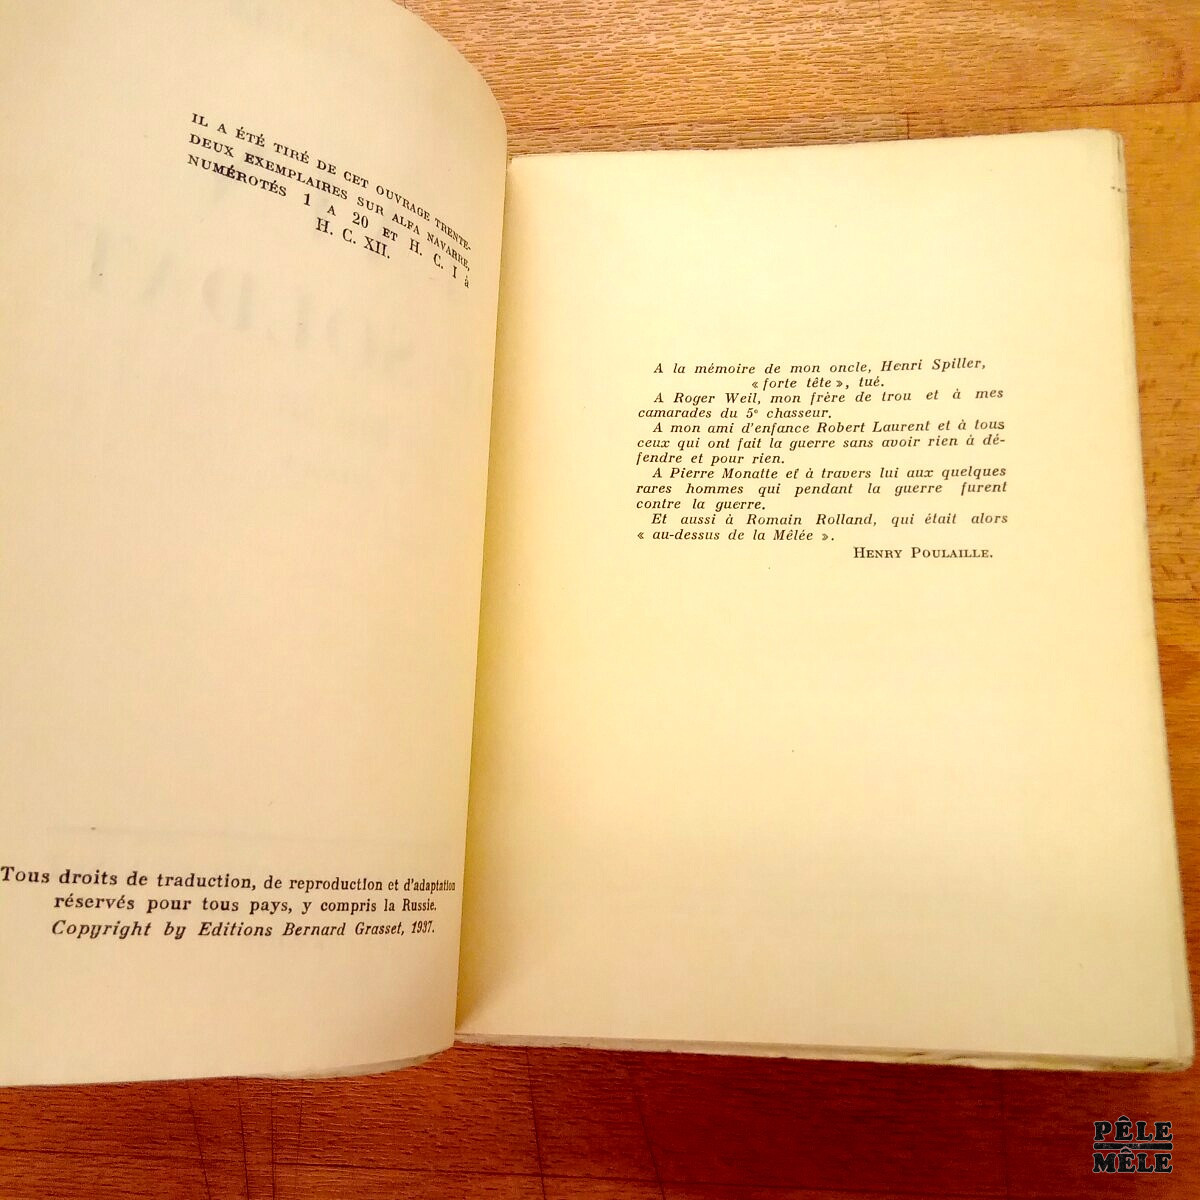 IL A ÉTÉ TIRÉ DE CET OUVRAGE TRENTE-
DEUX EXEMPLAIRES SUR ALFA NAVARRE,
NUMÉROTÉS 1 A 20 ET H. C. I à
H. C. XII.
Tous droits de traduction, de reproduction et d'adaptation
réservés pour tous pays, y compris la Russie.
Copyright by Editions Bernard Grasset, 1937.
A la mémoire de mon oncle, Henri Spiller,
« forte tête », tué.
A Roger Weil, mon frère de trou et à mes
camarades du 5e chasseur.
A mon ami d'enfance Robert Laurent et à tous
ceux qui ont fait la guerre sans avoir rien à dé-
fendre et pour rien.
A Pierre Monatte et à travers lui aux quelques
rares hommes qui pendant la guerre furent
contre la guerre.
Et aussi à Romain Rolland, qui était alors
« au-dessus de la Mêlée ».
HENRY POULAILLE.
PÊLE
MÊLE